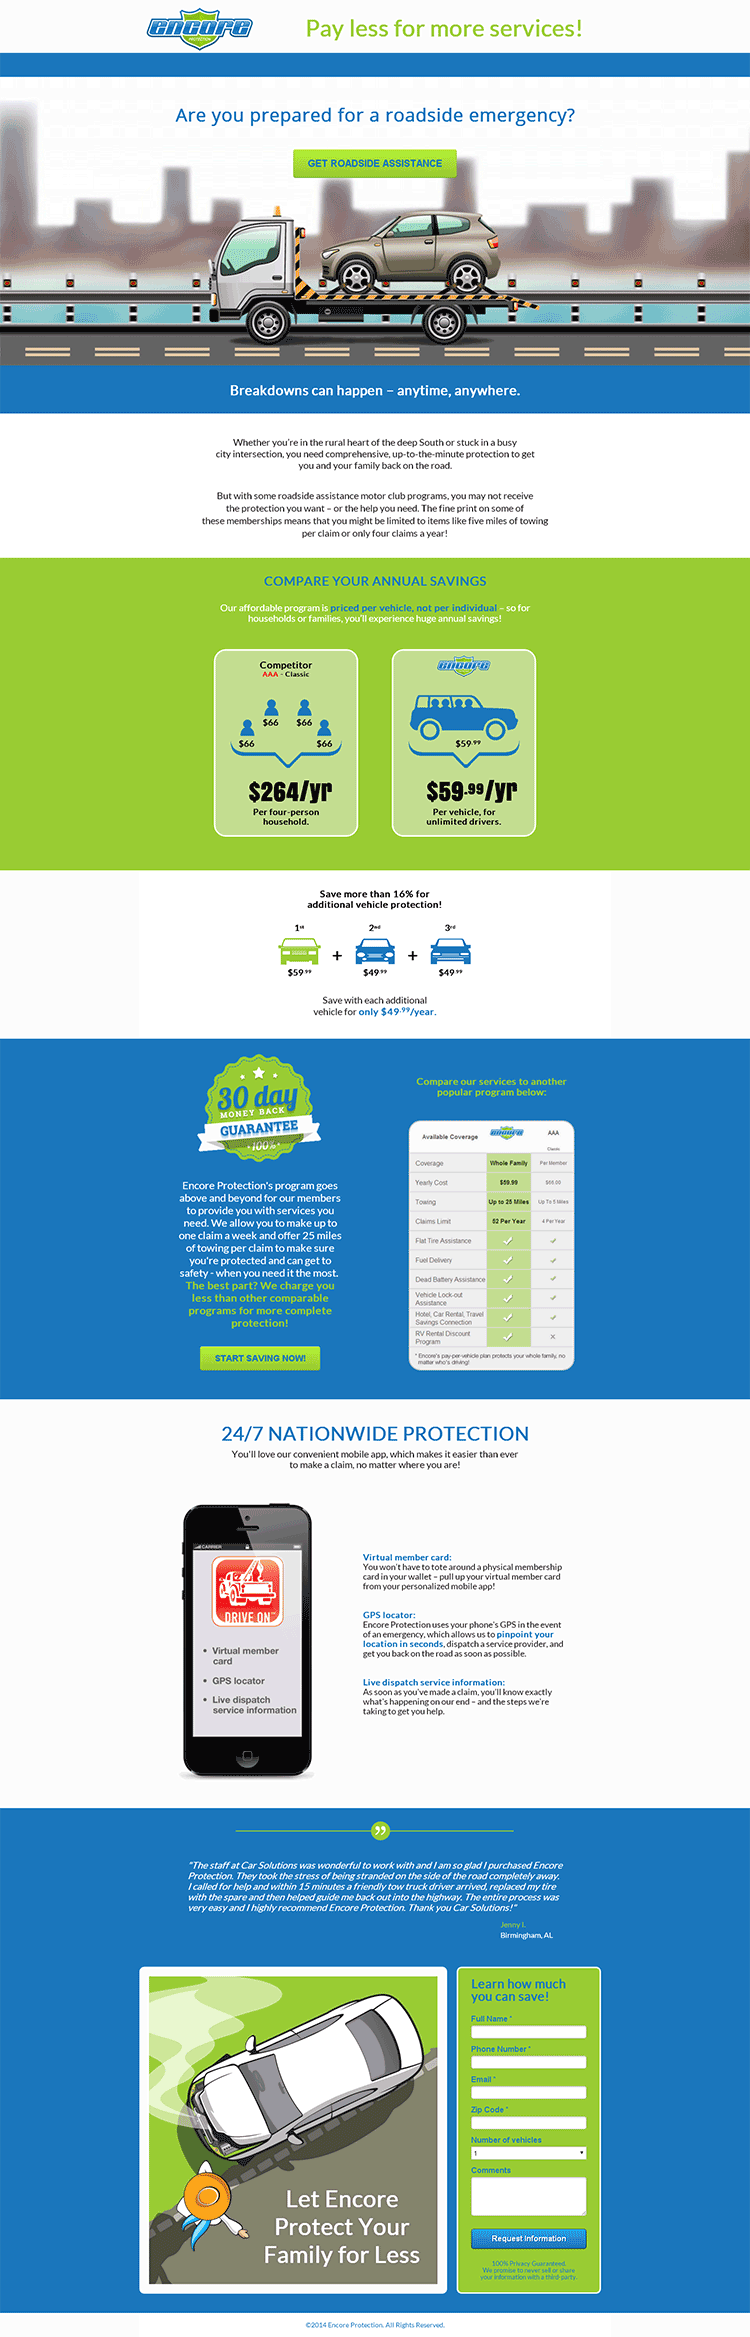 encore
PROTECTION
Pay less for more services!
Are you prepared for a roadside emergency?
GET ROADSIDE ASSISTANCE
Breakdowns can happen – anytime, anywhere.
Whether you're in the rural heart of the deep South or stuck in a busy
city intersection, you need comprehensive, up-to-the-minute protection to get
you and your family back on the road.
But with some roadside assistance motor club programs, you may not receive
the protection you want – or the help you need. The fine print on some of
these memberships means that you might be limited to items like five miles of towing
per claim or only four claims a year!
COMPARE YOUR ANNUAL SAVINGS
Our affordable program is priced per vehicle, not per individual – so for
households or families, you'll experience huge annual savings!
Competitor
AAA - Classic
$66 $66
$66 $66
$264/yr
Per four-person
household.
encore
$59.99
$59.99/yr
Per vehicle, for
unlimited drivers.
Save more than 16% for
additional vehicle protection!
1st 2nd 3rd
+ +
$59.99 $49.99 $49.99
Save with each additional
vehicle for only $49.99/year.
30 day
MONEY BACK
GUARANTEE
100%
Encore Protection's program goes
above and beyond for our members
to provide you with services you
need. We allow you to make up to
one claim a week and offer 25 miles
of towing per claim to make sure
you're protected and can get to
safety - when you need it the most.
The best part? We charge you
less than other comparable
programs for more complete
protection!
START SAVING NOW!
Compare our services to another
popular program below:
Available Coverage encore AAA
Classic
Coverage Whole Family Per Member
Yearly Cost $59.99 $66.00
Towing Up to 25 Miles Up To 5 Miles
Claims Limit 52 Per Year 4 Per Year
Flat Tire Assistance
Fuel Delivery
Dead Battery Assistance
Vehicle Lock-out
Assistance
Hotel, Car Rental, Travel
Savings Connection
RV Rental Discount
Program
* Encore's pay-per-vehicle plan protects your whole family, no
matter who's driving!
24/7 NATIONWIDE PROTECTION
You'll love our convenient mobile app, which makes it easier than ever
to make a claim, no matter where you are!
CARRIER
DRIVE ON™
• Virtual member
card
• GPS locator
• Live dispatch
service information
Virtual member card:
You won't have to tote around a physical membership
card in your wallet – pull up your virtual member card
from your personalized mobile app!
GPS locator:
Encore Protection uses your phone's GPS in the event
of an emergency, which allows us to pinpoint your
location in seconds, dispatch a service provider, and
get you back on the road as soon as possible.
Live dispatch service information:
As soon as you've made a claim, you'll know exactly
what's happening on our end – and the steps we're
taking to get you help.
"The staff at Car Solutions was wonderful to work with and I am so glad I purchased Encore
Protection. They took the stress of being stranded on the side of the road completely away.
I called for help and within 15 minutes a friendly tow truck driver arrived, replaced my tire
with the spare and then helped guide me back out into the highway. The entire process was
very easy and I highly recommend Encore Protection. Thank you Car Solutions!"
Jenny I.
Birmingham, AL
Let Encore
Protect Your
Family for Less
Learn how much
you can save!
Full Name *
Phone Number *
Email *
Zip Code *
Number of vehicles
1
Comments
Request Information
100% Privacy Guaranteed.
We promise to never sell or share
your information with a third-party.
©2014 Encore Protection. All Rights Reserved.